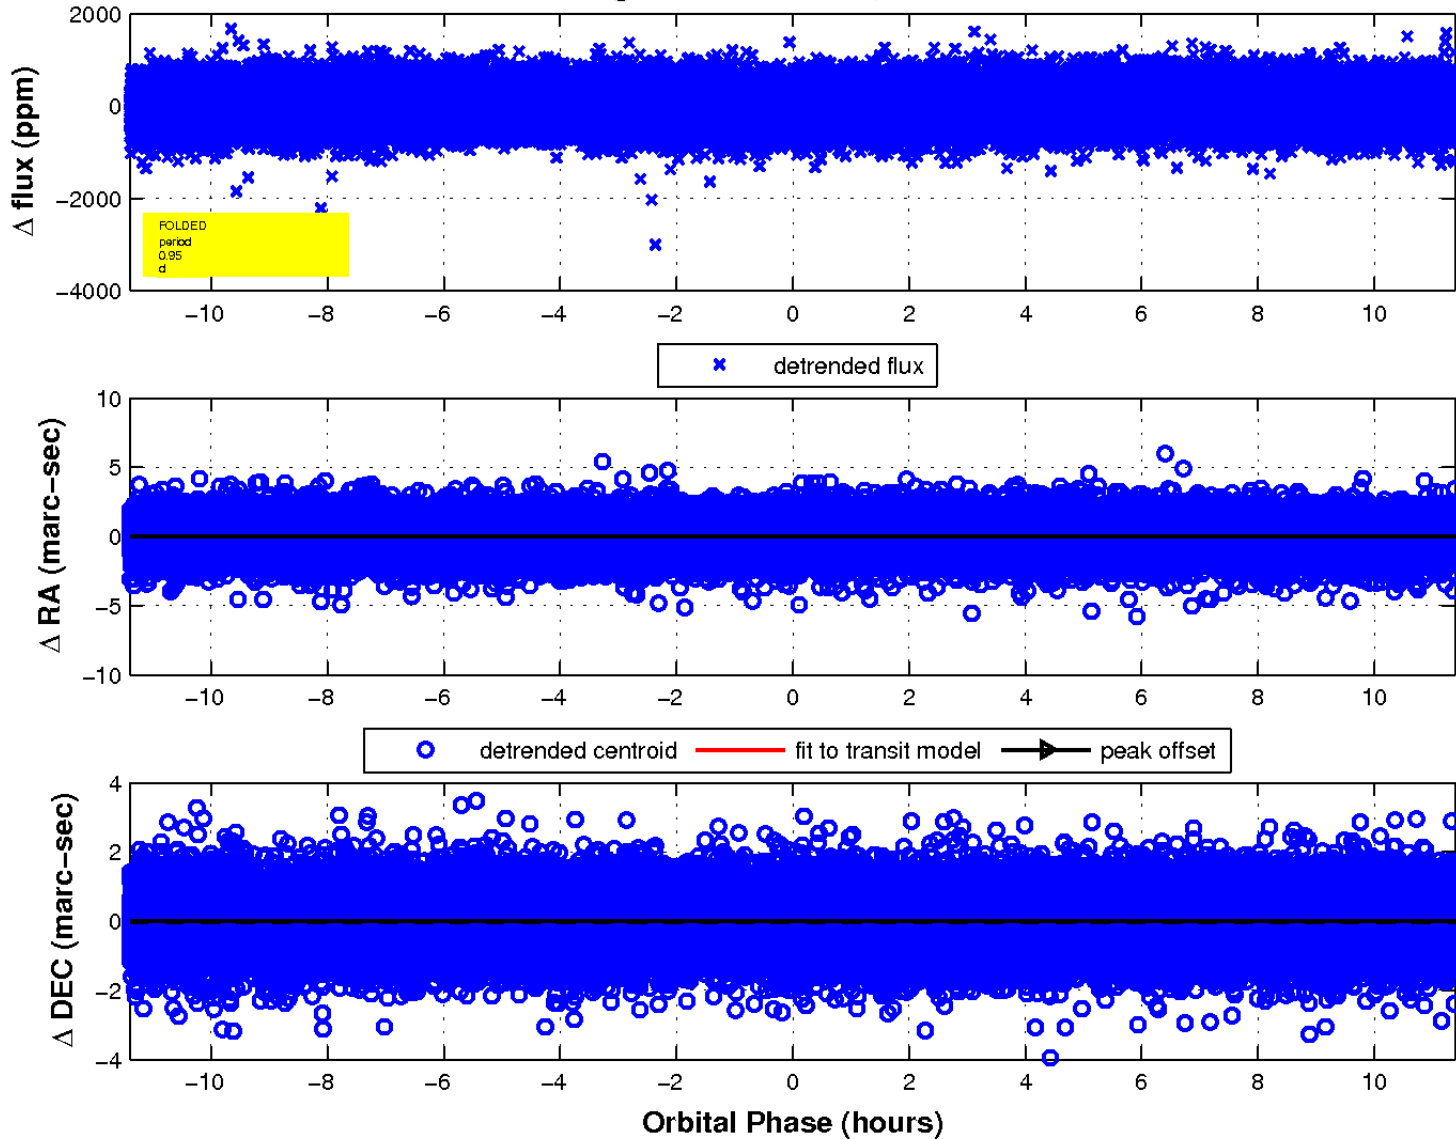 2000
0
−2000
−4000
Δ flux (ppm)
FOLDED
period
0.95
d
−10 −8 −6 −4 −2 0 2 4 6 8 10
detrended flux
10
5
0
−5
−10
Δ RA (marc−sec)
−10 −8 −6 −4 −2 0 2 4 6 8 10
detrended centroid fit to transit model peak offset
4
2
0
−2
−4
Δ DEC (marc−sec)
−10 −8 −6 −4 −2 0 2 4 6 8 10
Orbital Phase (hours)